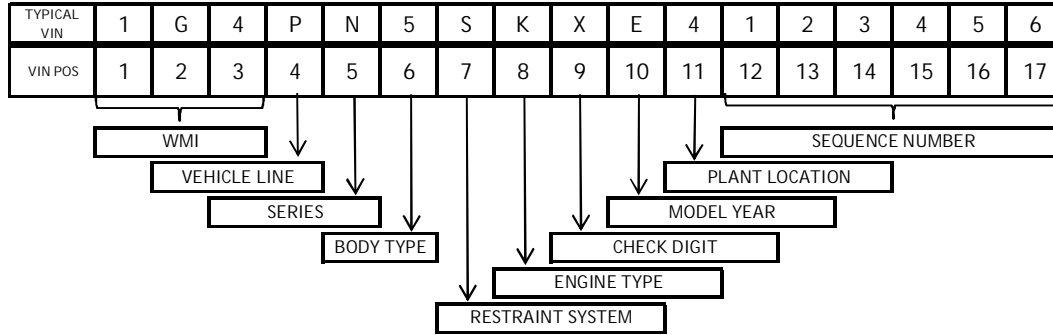 TYPICAL VIN 1 G 4 P N 5 S K X E 4 1 2 3 4 5 6
VIN POS 1 2 3 4 5 6 7 8 9 10 11 12 13 14 15 16 17
WMI SEQUENCE NUMBER
VEHICLE LINE PLANT LOCATION
SERIES MODEL YEAR
BODY TYPE CHECK DIGIT
ENGINE TYPE
RESTRAINT SYSTEM